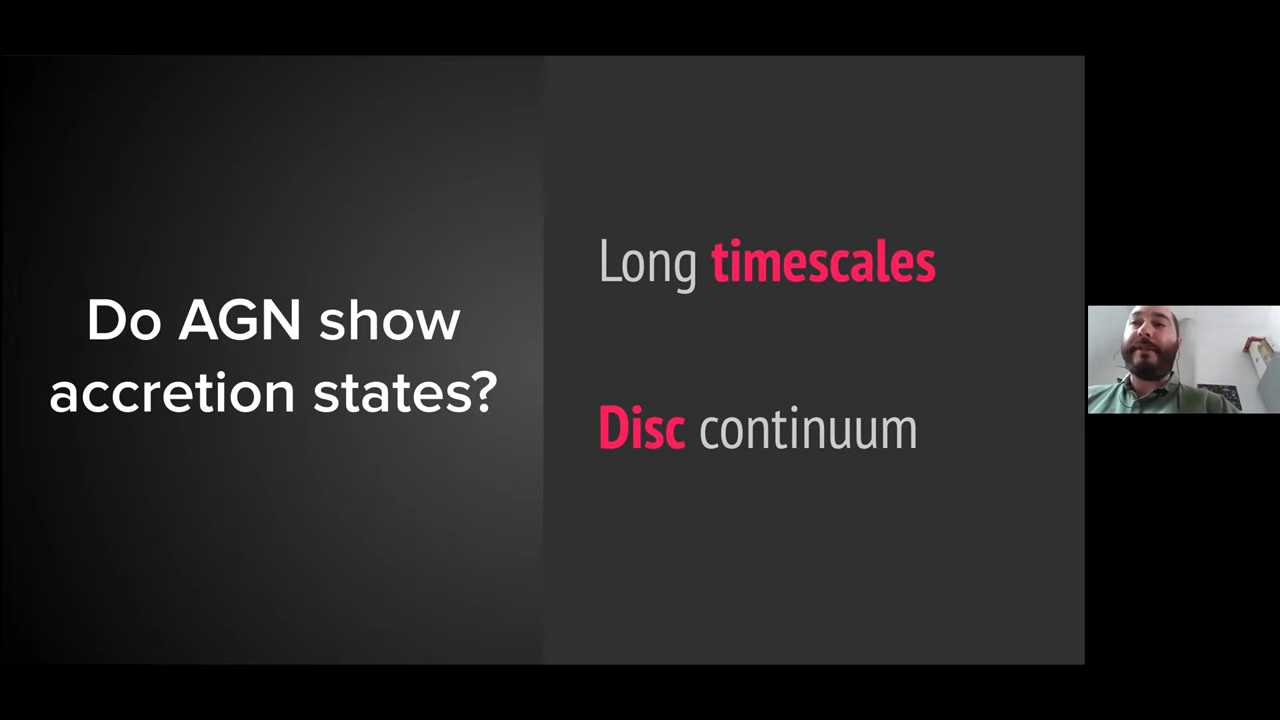 Do AGN show
accretion states?
Long timescales
Disc continuum